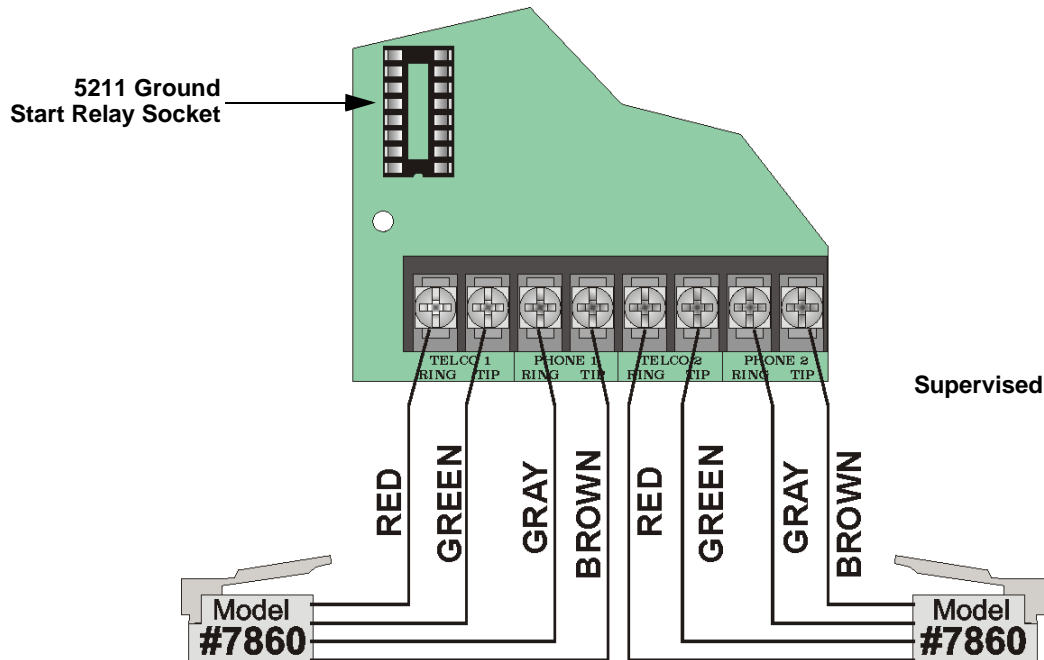 5211 Ground
Start Relay Socket
TELCO 1 PHONE 1 TELCO 2 PHONE 2
RING TIP RING TIP RING TIP RING TIP
Supervised
RED GREEN GRAY BROWN RED GREEN GRAY BROWN
Model Model
#7860 #7860